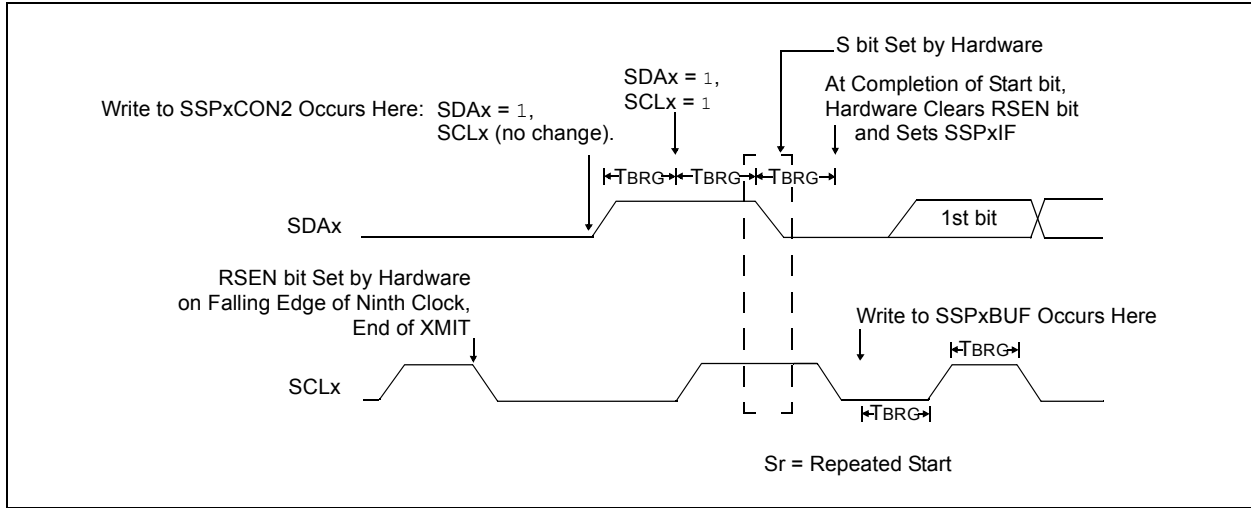 S bit Set by Hardware
SDAx = 1,
SCLx = 1
At Completion of Start bit,
Hardware Clears RSEN bit
and Sets SSPxIF
Write to SSPxCON2 Occurs Here: SDAx = 1,
SCLx (no change).
TBRG TBRG TBRG
SDAx
1st bit
RSEN bit Set by Hardware
on Falling Edge of Ninth Clock,
End of XMIT
Write to SSPxBUF Occurs Here
TBRG
SCLx
TBRG
Sr = Repeated Start